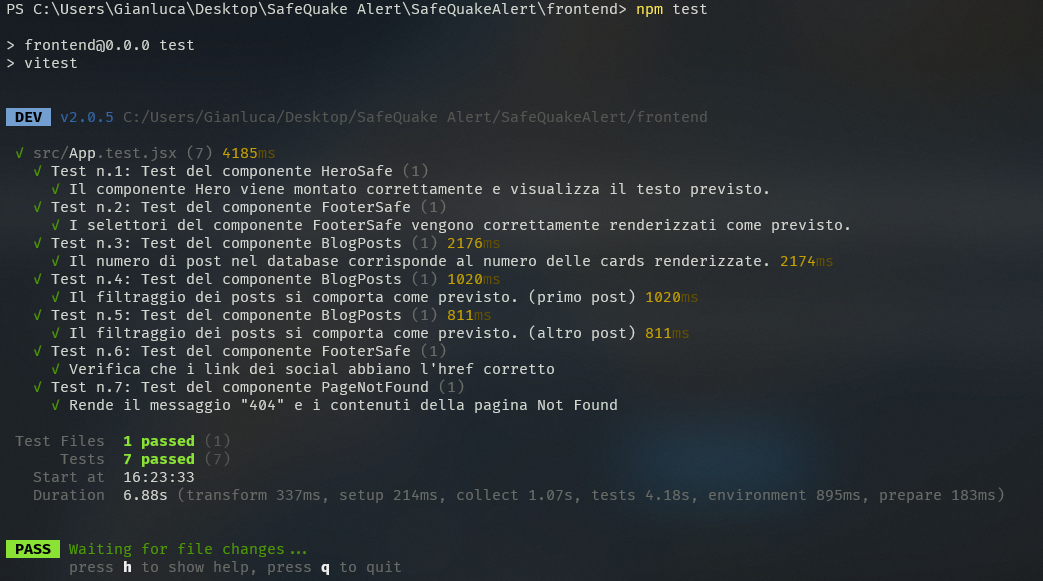 PS C:\Users\Gianluca\Desktop\SafeQuake Alert\SafeQuakeAlert\frontend> npm test
> frontend@0.0.0 test
> vitest
DEV v2.0.5 C:/Users/Gianluca/Desktop/SafeQuake Alert/SafeQuakeAlert/frontend
√ src/App.test.jsx (7) 4185ms
√ Test n.1: Test del componente HeroSafe (1)
√ Il componente Hero viene montato correttamente e visualizza il testo previsto.
√ Test n.2: Test del componente FooterSafe (1)
√ I selettori del componente FooterSafe vengono correttamente renderizzati come previsto.
√ Test n.3: Test del componente BlogPosts (1) 2176ms
√ Il numero di post nel database corrisponde al numero delle cards renderizzate. 2174ms
√ Test n.4: Test del componente BlogPosts (1) 1020ms
√ Il filtraggio dei posts si comporta come previsto. (primo post) 1020ms
√ Test n.5: Test del componente BlogPosts (1) 811ms
√ Il filtraggio dei posts si comporta come previsto. (altro post) 811ms
√ Test n.6: Test del componente FooterSafe (1)
√ Verifica che i link dei social abbiano l'href corretto
√ Test n.7: Test del componente PageNotFound (1)
√ Rende il messaggio "404" e i contenuti della pagina Not Found
Test Files 1 passed (1)
Tests 7 passed (7)
Start at 16:23:33
Duration 6.88s (transform 337ms, setup 214ms, collect 1.07s, tests 4.18s, environment 895ms, prepare 183ms)
PASS Waiting for file changes...
press h to show help, press q to quit